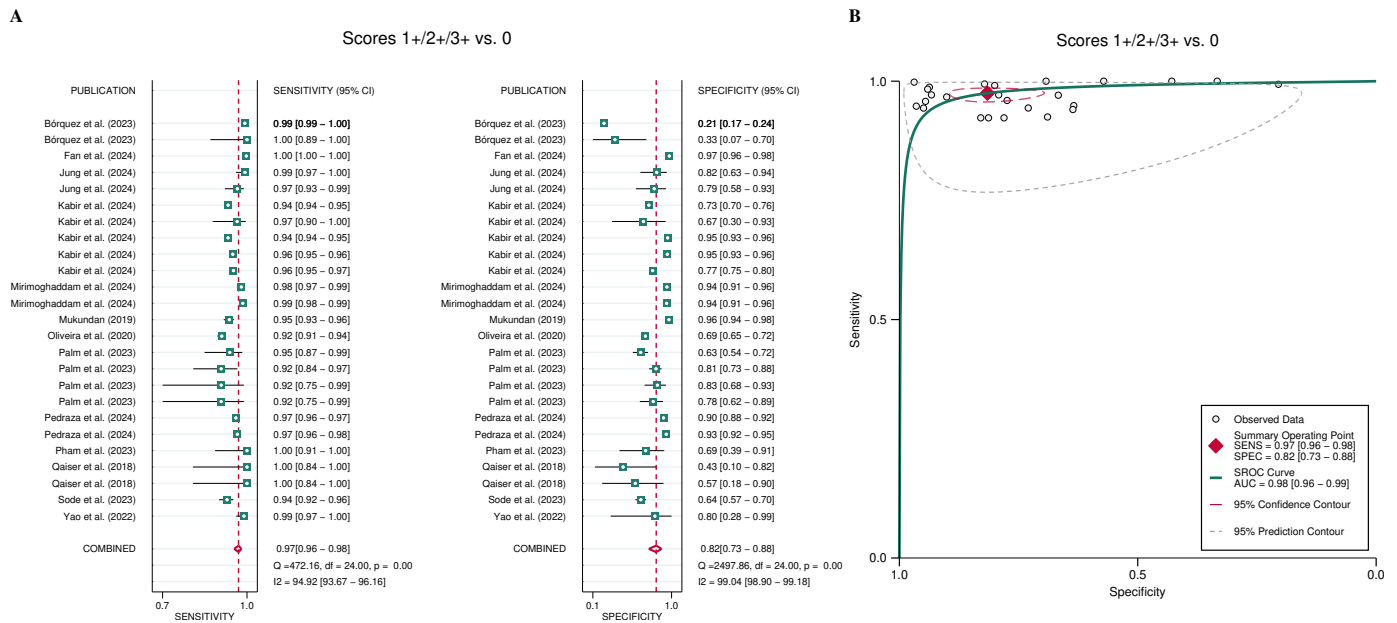 A
Scores 1+/2+/3+ vs. 0
PUBLICATION SENSITIVITY (95% CI)
Bórquez et al. (2023) 0.99 [0.99 − 1.00]
Bórquez et al. (2023) 1.00 [0.89 − 1.00]
Fan et al. (2024) 1.00 [1.00 − 1.00]
Jung et al. (2024) 0.99 [0.97 − 1.00]
Jung et al. (2024) 0.97 [0.93 − 0.99]
Kabir et al. (2024) 0.94 [0.94 − 0.95]
Kabir et al. (2024) 0.97 [0.90 − 1.00]
Kabir et al. (2024) 0.94 [0.94 − 0.95]
Kabir et al. (2024) 0.96 [0.95 − 0.96]
Kabir et al. (2024) 0.96 [0.95 − 0.97]
Mirimoghaddam et al. (2024) 0.98 [0.97 − 0.99]
Mirimoghaddam et al. (2024) 0.99 [0.98 − 0.99]
Mukundan (2019) 0.95 [0.93 − 0.96]
Oliveira et al. (2020) 0.92 [0.91 − 0.94]
Palm et al. (2023) 0.95 [0.87 − 0.99]
Palm et al. (2023) 0.92 [0.84 − 0.97]
Palm et al. (2023) 0.92 [0.75 − 0.99]
Palm et al. (2023) 0.92 [0.75 − 0.99]
Pedraza et al. (2024) 0.97 [0.96 − 0.97]
Pedraza et al. (2024) 0.97 [0.96 − 0.98]
Pham et al. (2023) 1.00 [0.91 − 1.00]
Qaiser et al. (2018) 1.00 [0.84 − 1.00]
Qaiser et al. (2018) 1.00 [0.84 − 1.00]
Sode et al. (2023) 0.94 [0.92 − 0.96]
Yao et al. (2022) 0.99 [0.97 − 1.00]
COMBINED 0.97[0.96 − 0.98]
Q =472.16, df = 24.00, p = 0.00
I2 = 94.92 [93.67 − 96.16]
0.7 1.0
SENSITIVITY
PUBLICATION SPECIFICITY (95% CI)
Bórquez et al. (2023) 0.21 [0.17 − 0.24]
Bórquez et al. (2023) 0.33 [0.07 − 0.70]
Fan et al. (2024) 0.97 [0.96 − 0.98]
Jung et al. (2024) 0.82 [0.63 − 0.94]
Jung et al. (2024) 0.79 [0.58 − 0.93]
Kabir et al. (2024) 0.73 [0.70 − 0.76]
Kabir et al. (2024) 0.67 [0.30 − 0.93]
Kabir et al. (2024) 0.95 [0.93 − 0.96]
Kabir et al. (2024) 0.95 [0.93 − 0.96]
Kabir et al. (2024) 0.77 [0.75 − 0.80]
Mirimoghaddam et al. (2024) 0.94 [0.91 − 0.96]
Mirimoghaddam et al. (2024) 0.94 [0.91 − 0.96]
Mukundan (2019) 0.96 [0.94 − 0.98]
Oliveira et al. (2020) 0.69 [0.65 − 0.72]
Palm et al. (2023) 0.63 [0.54 − 0.72]
Palm et al. (2023) 0.81 [0.73 − 0.88]
Palm et al. (2023) 0.83 [0.68 − 0.93]
Palm et al. (2023) 0.78 [0.62 − 0.89]
Pedraza et al. (2024) 0.90 [0.88 − 0.92]
Pedraza et al. (2024) 0.93 [0.92 − 0.95]
Pham et al. (2023) 0.69 [0.39 − 0.91]
Qaiser et al. (2018) 0.43 [0.10 − 0.82]
Qaiser et al. (2018) 0.57 [0.18 − 0.90]
Sode et al. (2023) 0.64 [0.57 − 0.70]
Yao et al. (2022) 0.80 [0.28 − 0.99]
COMBINED 0.82[0.73 − 0.88]
Q =2497.86, df = 24.00, p = 0.00
I2 = 99.04 [98.90 − 99.18]
0.1 1.0
SPECIFICITY
B
Scores 1+/2+/3+ vs. 0
1.0
0.5
0.0
Sensitivity
1.0 0.5 0.0
Specificity
Observed Data
Summary Operating Point
SENS = 0.97 [0.96 − 0.98]
SPEC = 0.82 [0.73 − 0.88]
SROC Curve
AUC = 0.98 [0.96 − 0.99]
95% Confidence Contour
95% Prediction Contour